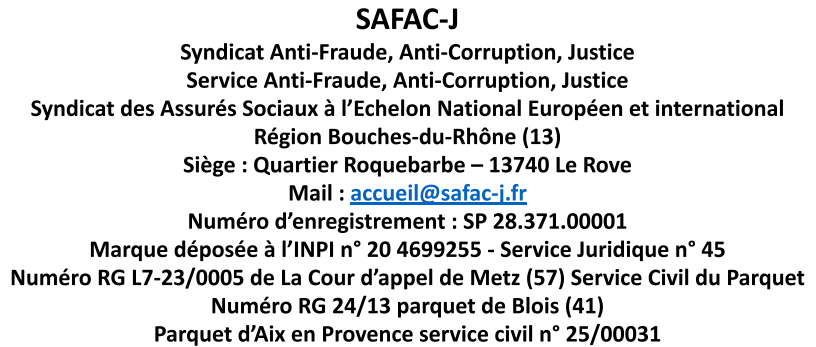 SAFAC-J
Syndicat Anti-Fraude, Anti-Corruption, Justice
Service Anti-Fraude, Anti-Corruption, Justice
Syndicat des Assurés Sociaux à l’Echelon National Européen et international
Région Bouches-du-Rhône (13)
Siège : Quartier Roquebarbe – 13740 Le Rove
Mail : accueil@safac-j.fr
Numéro d’enregistrement : SP 28.371.00001
Marque déposée à l’INPI n° 20 4699255 - Service Juridique n° 45
Numéro RG L7-23/0005 de La Cour d’appel de Metz (57) Service Civil du Parquet
Numéro RG 24/13 parquet de Blois (41)
Parquet d’Aix en Provence service civil n° 25/00031